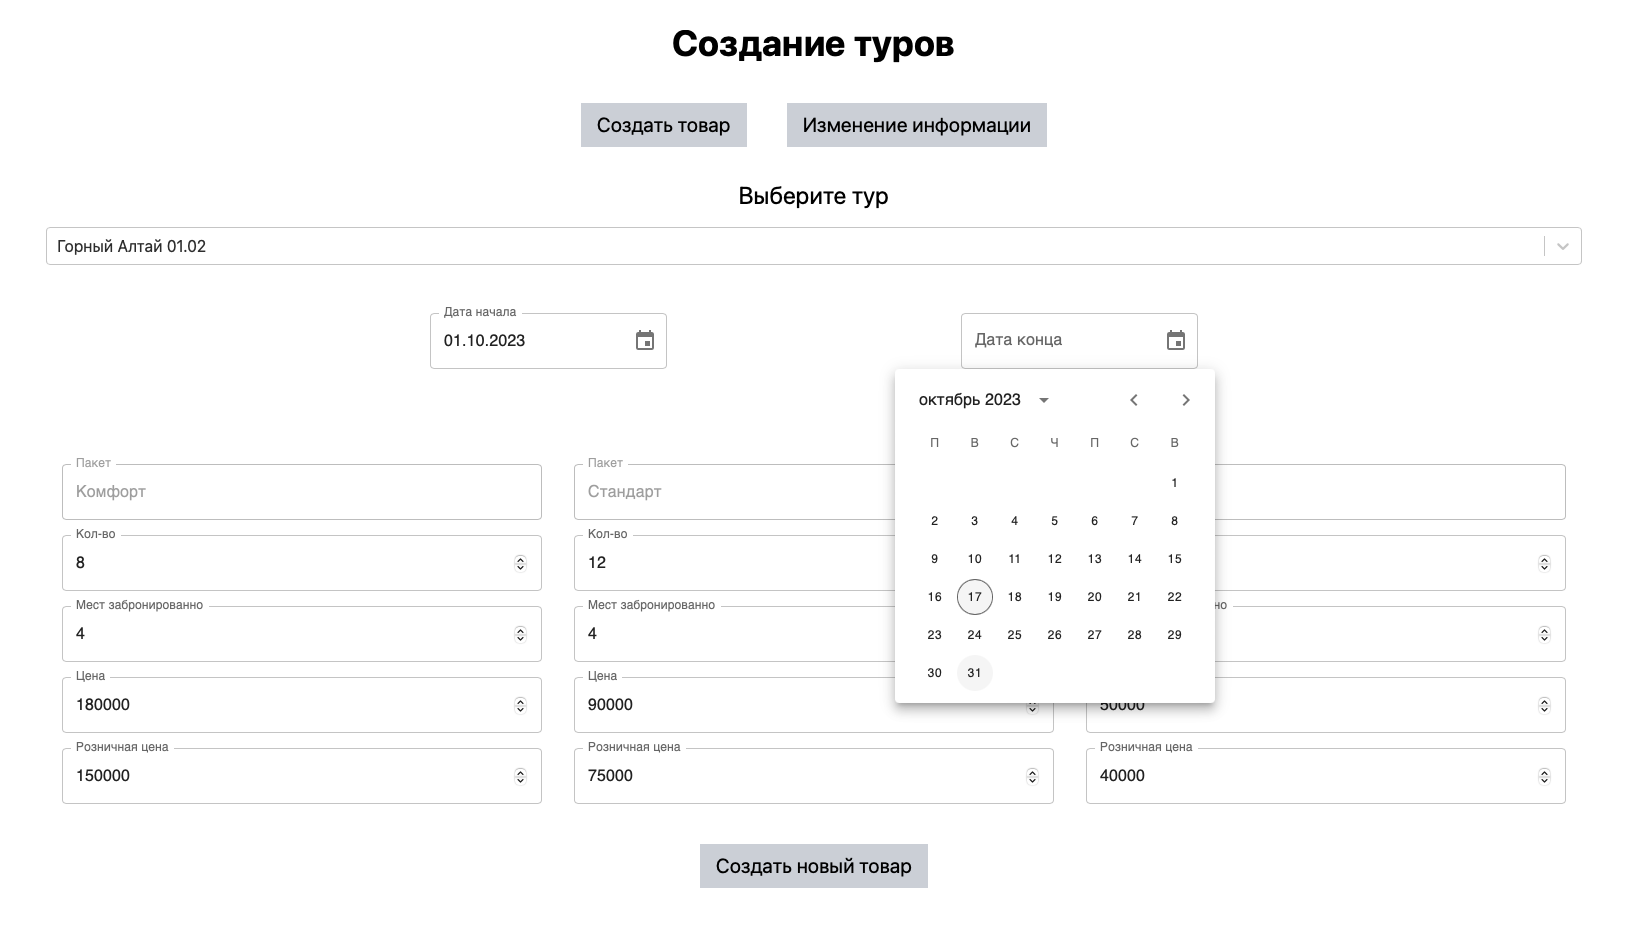 Создание туров
Создать товар
Изменение информации
Выберите тур
Горный Алтай 01.02
Дата начала
01.10.2023
Дата конца
октябрь 2023
П В С Ч П С В
1
2 3 4 5 6 7 8
9 10 11 12 13 14 15
16 17 18 19 20 21 22
23 24 25 26 27 28 29
30 31
Пакет
Комфорт
Кол-во
8
Мест забронированно
4
Цена
180000
Розничная цена
150000
Пакет
Стандарт
Кол-во
12
Мест забронированно
4
Цена
90000
Розничная цена
75000
но
50000
Розничная цена
40000
Создать новый товар